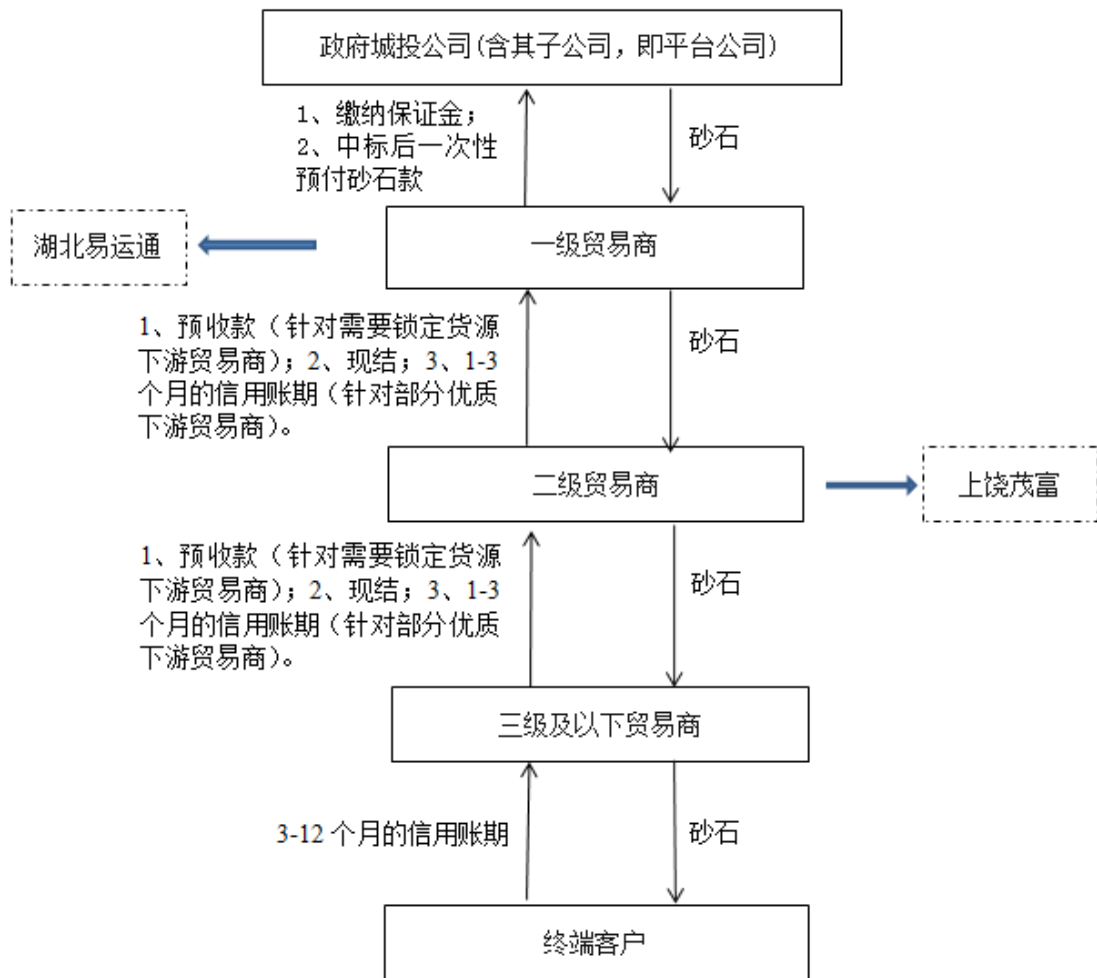 政府城投公司(含其子公司，即平台公司)
1、缴纳保证金；
2、中标后一次性
预付砂石款
砂石
湖北易运通
一级贸易商
1、预收款（针对需要锁定货源
下游贸易商）；2、现结；3、1-3
个月的信用账期（针对部分优质
下游贸易商）。
砂石
二级贸易商
上饶茂富
1、预收款（针对需要锁定货源
下游贸易商）；2、现结；3、1-3
个月的信用账期（针对部分优质
下游贸易商）。
砂石
三级及以下贸易商
3-12 个月的信用账期
砂石
终端客户